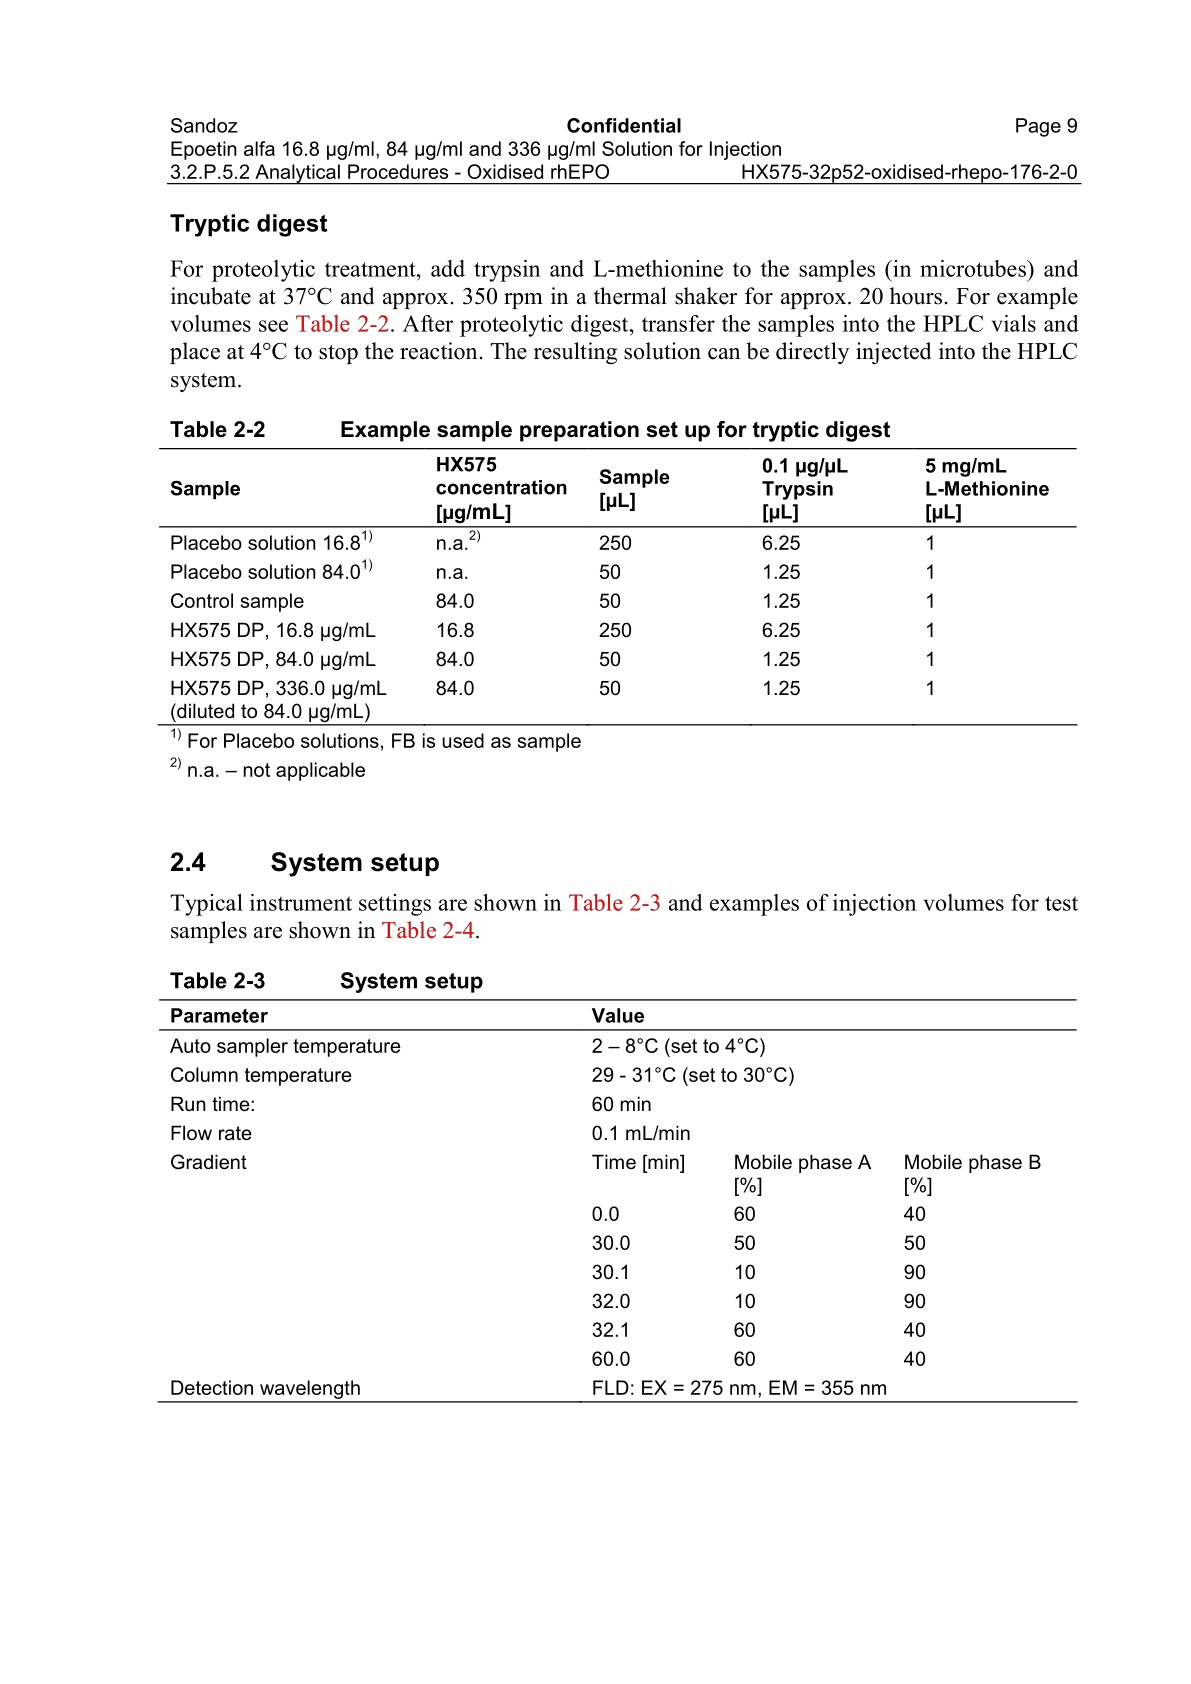 Sandoz Confidential Page 9
Epoetin alfa 16.8 µg/ml, 84 µg/ml and 336 µg/ml Solution for Injection
3.2.P.5.2 Analytical Procedures - Oxidised rhEPO HX575-32p52-oxidised-rhepo-176-2-0
Tryptic digest
For proteolytic treatment, add trypsin and L-methionine to the samples (in microtubes) and
incubate at 37°C and approx. 350 rpm in a thermal shaker for approx. 20 hours. For example
volumes see Table 2-2. After proteolytic digest, transfer the samples into the HPLC vials and
place at 4°C to stop the reaction. The resulting solution can be directly injected into the HPLC
system.
Table 2-2 Example sample preparation set up for tryptic digest
Sample HX575 concentration [µg/mL] Sample [µL] 0.1 µg/µL Trypsin [µL] 5 mg/mL L-Methionine [µL]
Placebo solution 16.8¹⁾ n.a.²⁾ 250 6.25 1
Placebo solution 84.0¹⁾ n.a. 50 1.25 1
Control sample 84.0 50 1.25 1
HX575 DP, 16.8 µg/mL 16.8 250 6.25 1
HX575 DP, 84.0 µg/mL 84.0 50 1.25 1
HX575 DP, 336.0 µg/mL 84.0 50 1.25 1
(diluted to 84.0 µg/mL)
¹⁾ For Placebo solutions, FB is used as sample
²⁾ n.a. – not applicable
2.4 System setup
Typical instrument settings are shown in Table 2-3 and examples of injection volumes for test
samples are shown in Table 2-4.
Table 2-3 System setup
Parameter Value
Auto sampler temperature 2 – 8°C (set to 4°C)
Column temperature 29 - 31°C (set to 30°C)
Run time: 60 min
Flow rate 0.1 mL/min
Gradient Time [min] Mobile phase A [%] Mobile phase B [%]
0.0 60 40
30.0 50 50
30.1 10 90
32.0 10 90
32.1 60 40
60.0 60 40
Detection wavelength FLD: EX = 275 nm, EM = 355 nm